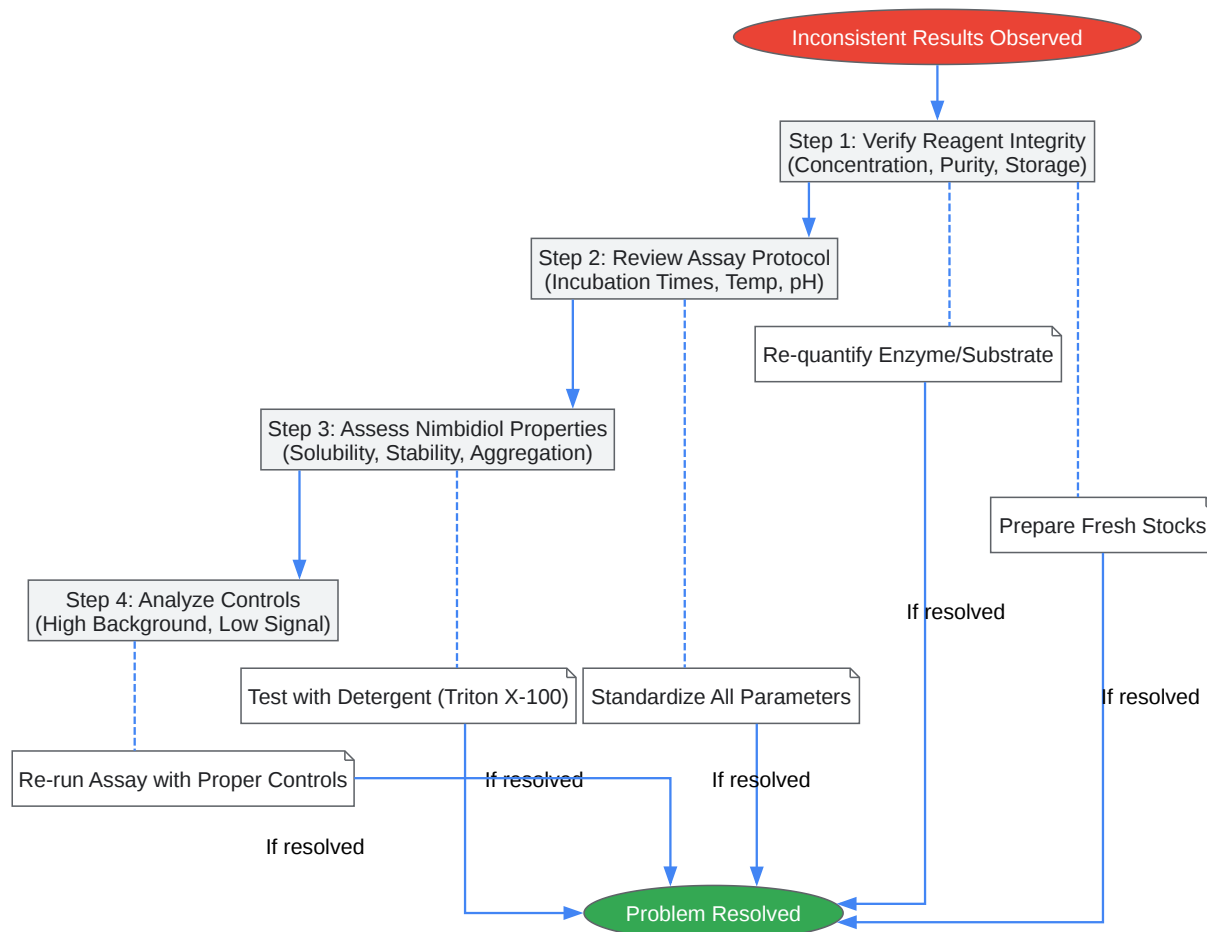 Inconsistent Results Observed
Step 1: Verify Reagent Integrity
(Concentration, Purity, Storage)
Step 2: Review Assay Protocol
(Incubation Times, Temp, pH)
Re-quantify Enzyme/Substrate
Step 3: Assess Nimbidiol Properties
(Solubility, Stability, Aggregation)
Prepare Fresh Stocks
Step 4: Analyze Controls
(High Background, Low Signal)
If resolved
Test with Detergent (Triton X-100)
Standardize All Parameters
If resolved
Re-run Assay with Proper Controls
If resolved
If resolved
If resolved
Problem Resolved